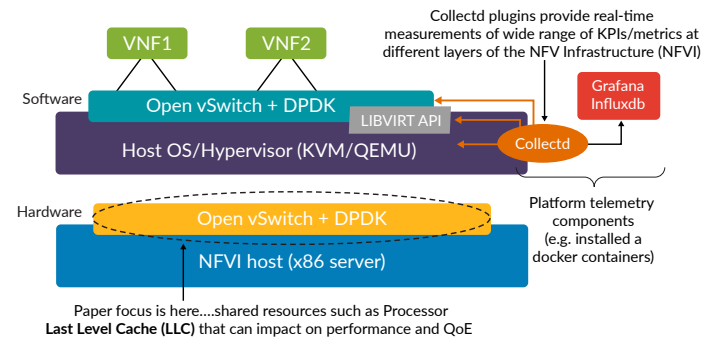 Collectd plugins provide real-time
measurements of wide range of KPIs/metrics at
different layers of the NFV Infrastructure (NFVI)
VNF1
VNF2
Grafana
Influxdb
Software
Open vSwitch + DPDK
LIBVIRT API
Host OS/Hypervisor (KVM/QEMU)
Collectd
Platform telemetry
components
(e.g. installed a
docker containers)
Hardware
Open vSwitch + DPDK
NFVI host (x86 server)
Paper focus is here....shared resources such as Processor
Last Level Cache (LLC) that can impact on performance and QoE